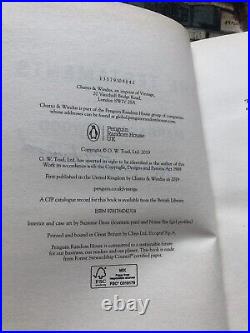 Chatto & Windus, an imprint of Vintage,
20 Vauxhall Bridge Road,
London SW1V 2SA
Chatto & Windus is part of the Penguin Random House group of companies
whose addresses can be found at global.penguinrandomhouse.com
Penguin
Random House
UK
Copyright © O. W. Toad, Ltd 2019
O. W. Toad, Ltd has asserted its right to be identified as the author of this
Work in accordance with the Copyright, Designs and Patents Act 1988
First published in the United Kingdom by Chatto & Windus in 2019
penguin.co.uk/vintage
A CIP catalogue record for this book is available from the British Library
ISBN
Interior and case art by Suzanne Dean
Printed and bound in Great Britain by Clays Ltd, Elcograf S.p.A.
Penguin Random House is committed to a sustainable future
for our business, our readers and our planet. This book is made
from Forest Stewardship Council® certified paper.
FSC
MIX
Paper from
responsible sources
FSC® C018179